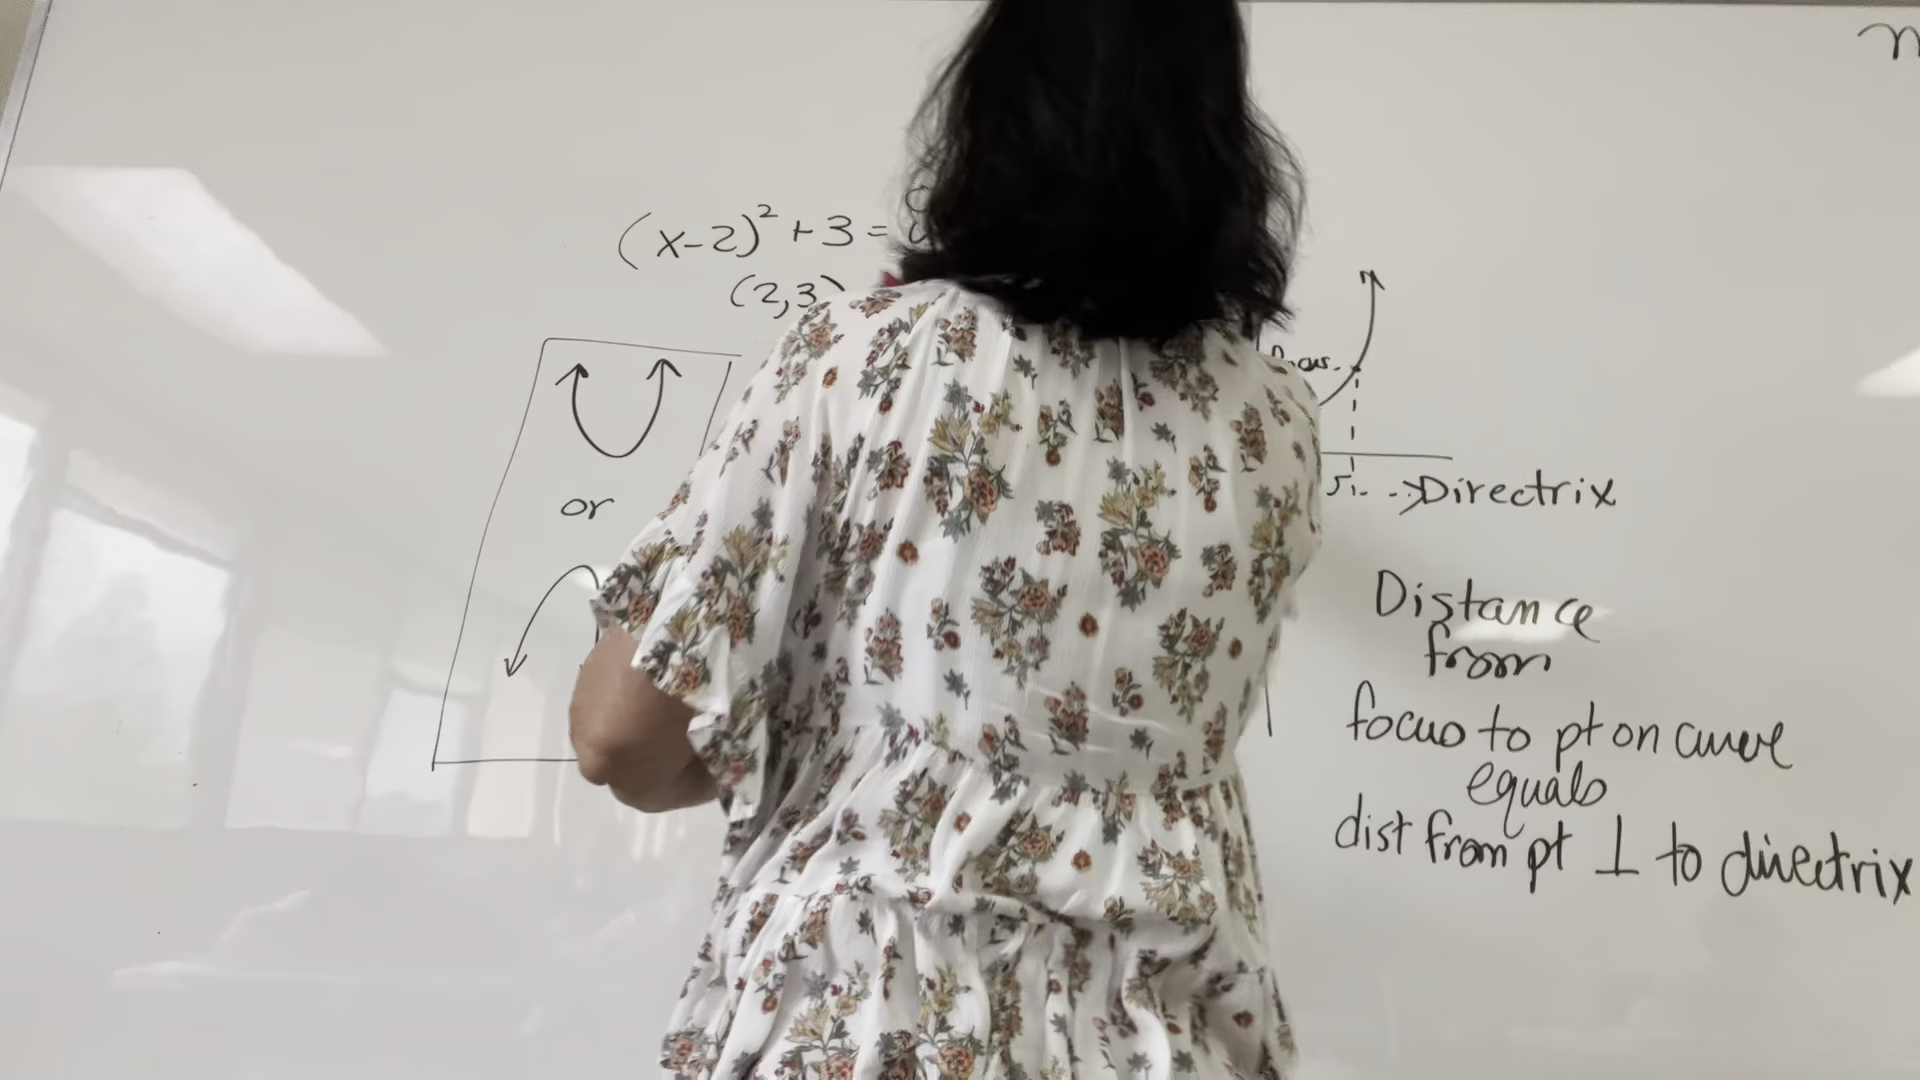 (x-2)² + 3 =
(2,3)
or
Directrix
Distance
from
focus to pt on curve
equals
dist from pt ⊥ to directrix